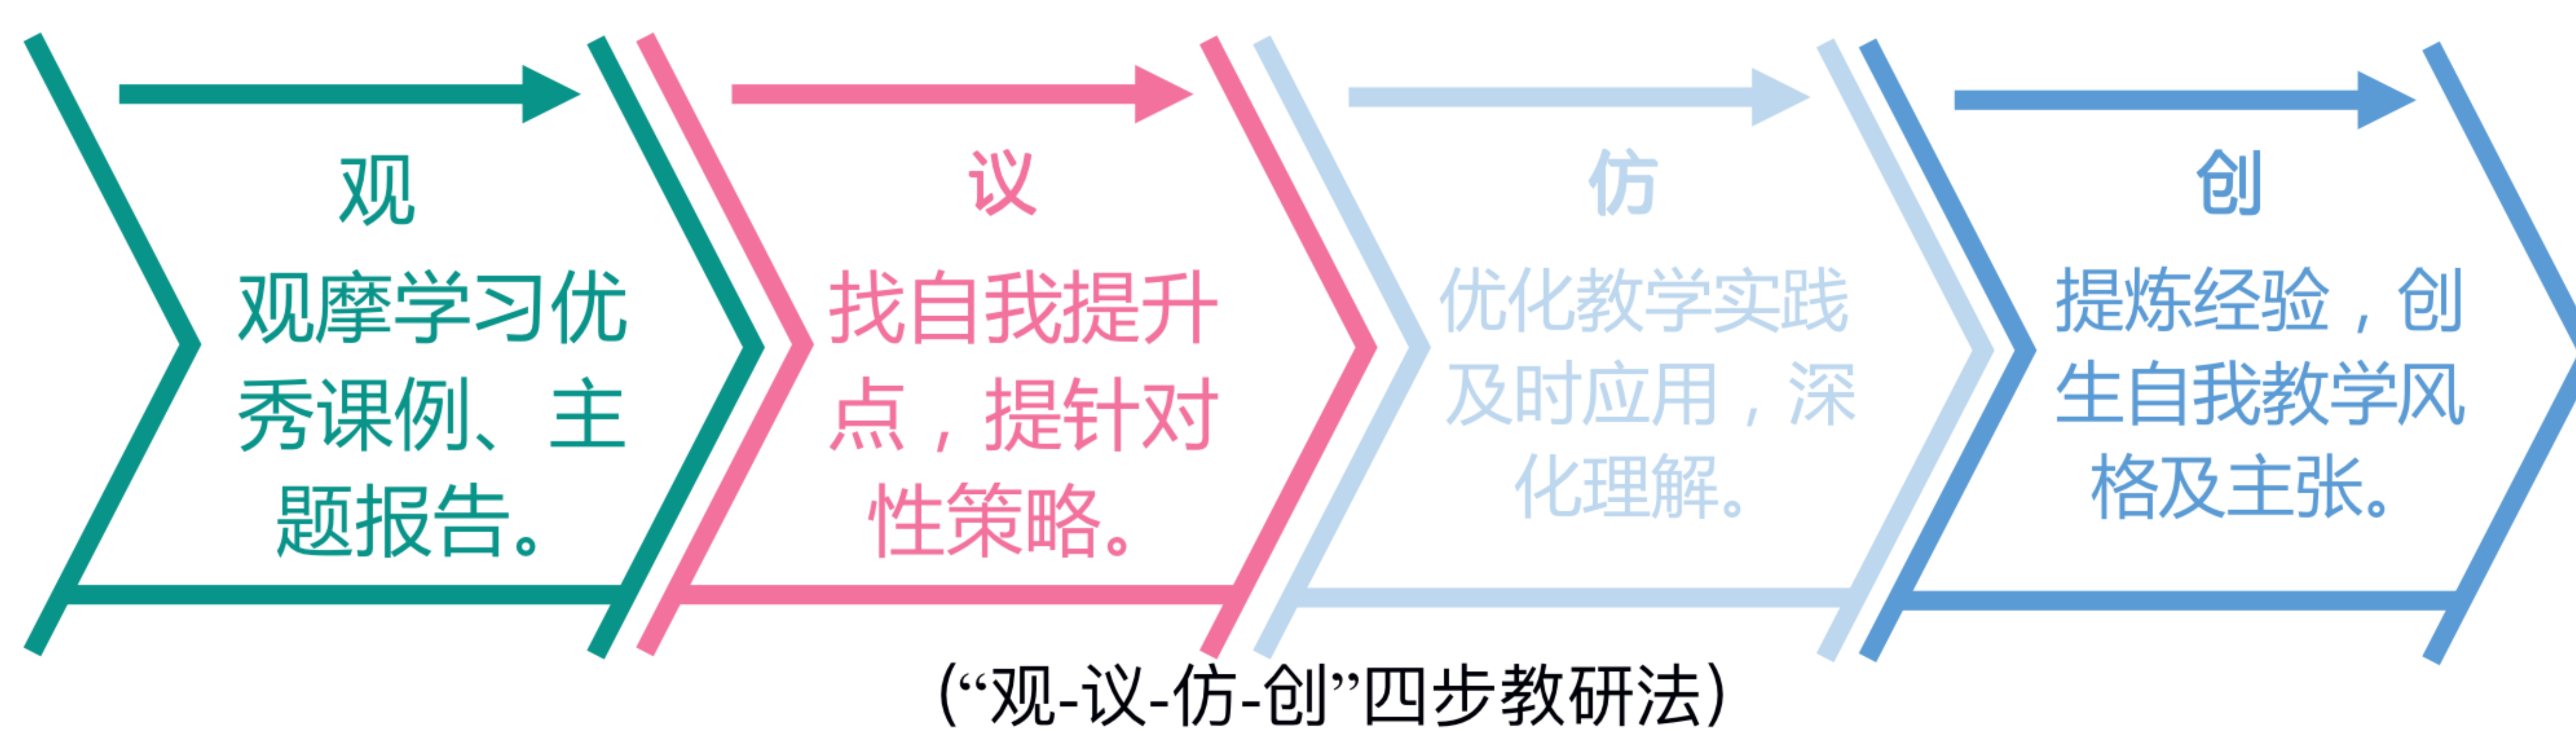 观
观摩学习优
秀课例、主
题报告。
议
找自我提升
点，提针对
性策略。
仿
优化教学实践
及时应用，深
化理解。
创
提炼经验，创
生自我教学风
格及主张。
(“观-议-仿-创”四步教研法)